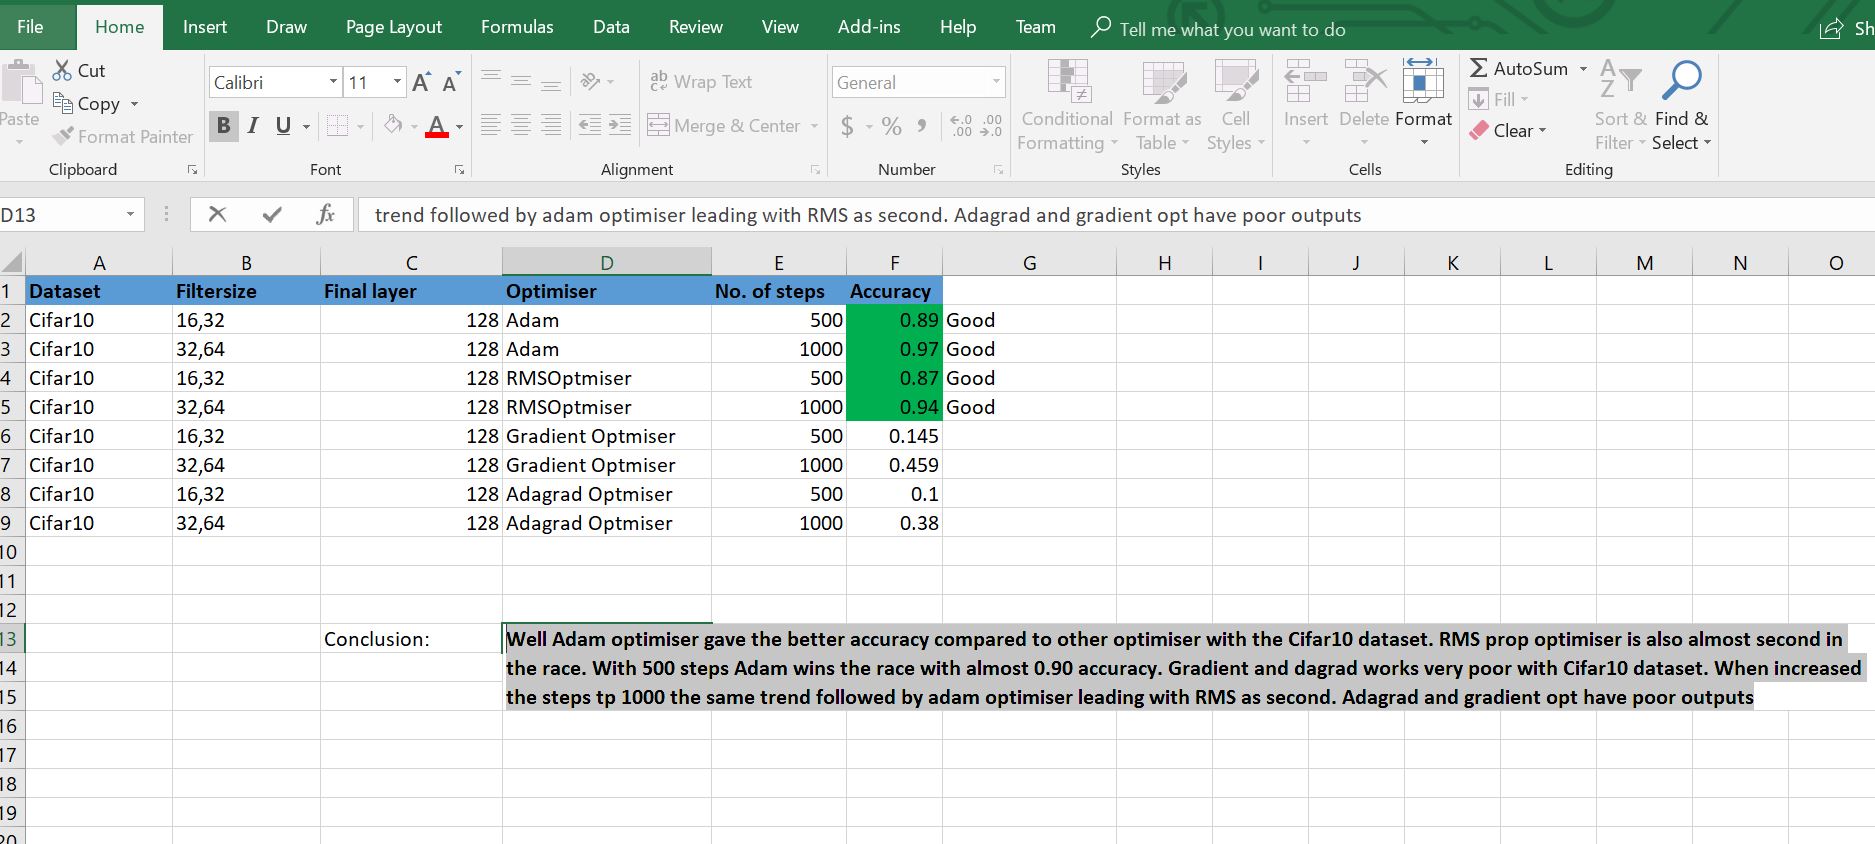 File Home Insert Draw Page Layout Formulas Data Review View Add-ins Help Team Tell me what you want to do
Cut
Copy
Format Painter
Paste
Clipboard
Calibri 11 A A
B I U A
Font
ab Wrap Text
Merge & Center
Alignment
General
$ % , .0 .00 .00 .0
Number
Conditional Formatting
Format as Table
Cell Styles
Styles
Insert Delete Format
Cells
AutoSum
Fill
Clear
Sort & Filter
Find & Select
Editing
D13 fx trend followed by adam optimiser leading with RMS as second. Adagrad and gradient opt have poor outputs
A B C D E F G H I J K L M N O
1 Dataset Filtersize Final layer Optimiser No. of steps Accuracy
2 Cifar10 16,32 128 Adam 500 0.89 Good
3 Cifar10 32,64 128 Adam 1000 0.97 Good
4 Cifar10 16,32 128 RMSOptmiser 500 0.87 Good
5 Cifar10 32,64 128 RMSOptmiser 1000 0.94 Good
6 Cifar10 16,32 128 Gradient Optmiser 500 0.145
7 Cifar10 32,64 128 Gradient Optmiser 1000 0.459
8 Cifar10 16,32 128 Adagrad Optmiser 500 0.1
9 Cifar10 32,64 128 Adagrad Optmiser 1000 0.38
10
11
12
13 Conclusion: Well Adam optimiser gave the better accuracy compared to other optimiser with the Cifar10 dataset. RMS prop optimiser is also almost second in
14 the race. With 500 steps Adam wins the race with almost 0.90 accuracy. Gradient and dagrad works very poor with Cifar10 dataset. When increased
15 the steps tp 1000 the same trend followed by adam optimiser leading with RMS as second. Adagrad and gradient opt have poor outputs
16
17
18
19